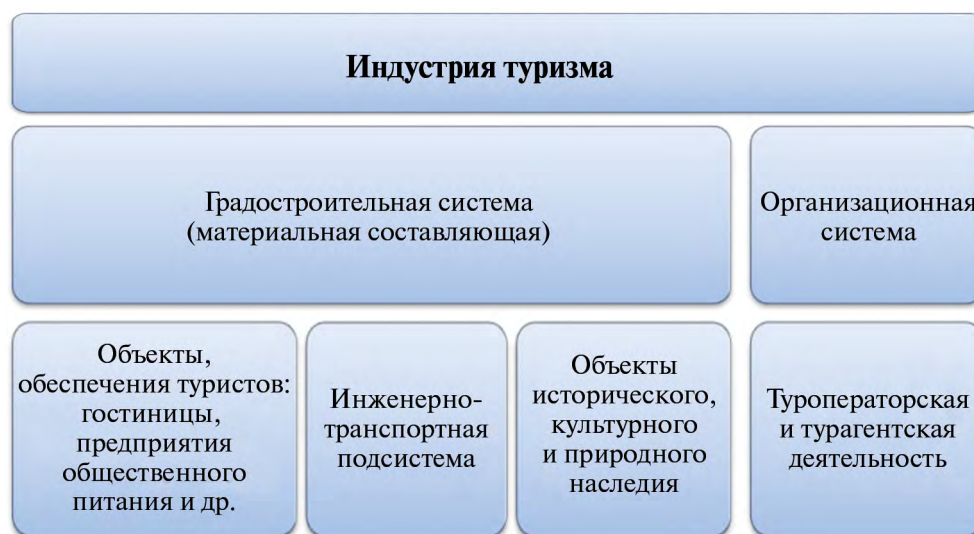 Индустрия туризма
Градостроительная система
(материальная составляющая)
Организационная
система
Объекты,
обеспечения туристов:
гостиницы,
предприятия
общественного
питания и др.
Инженерно-
транспортная
подсистема
Объекты
исторического,
культурного
и природного
наследия
Туроператорская
и турагентская
деятельность